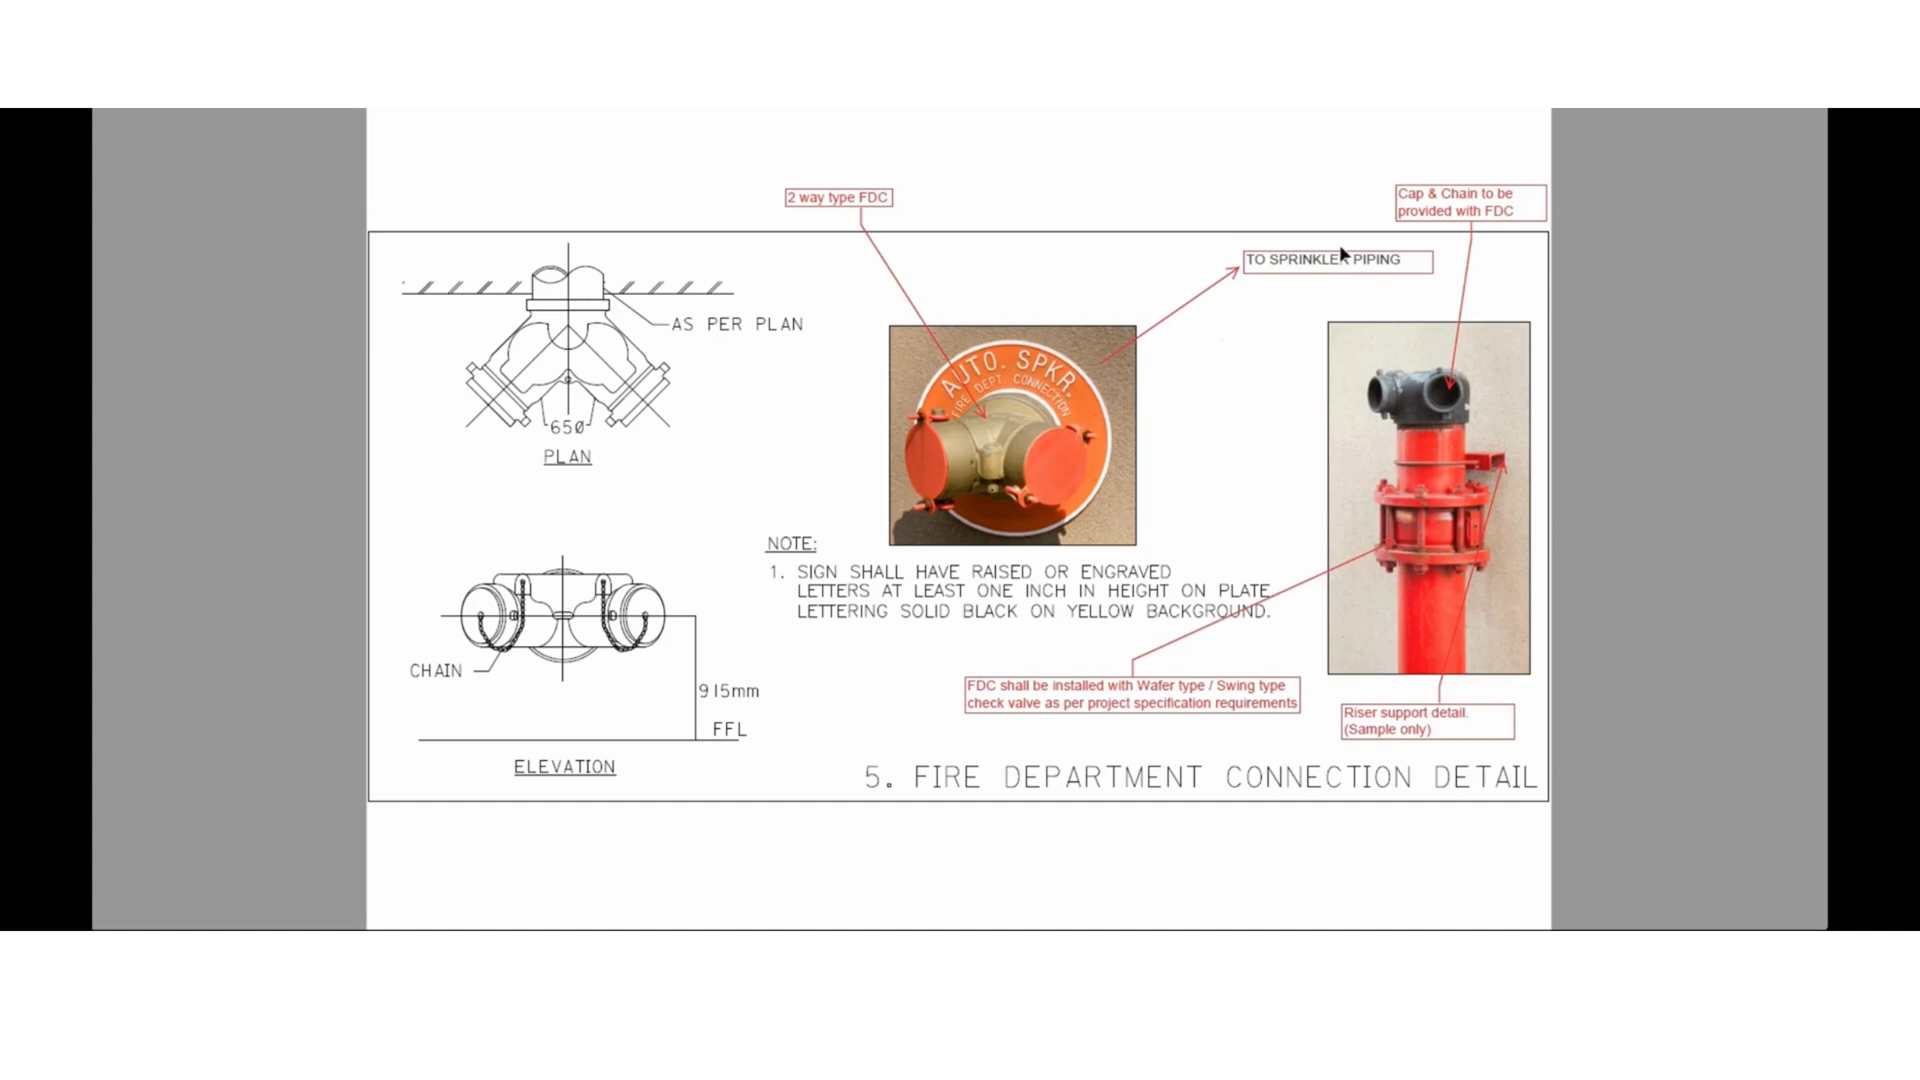 2 way type FDC
Cap & Chain to be
provided with FDC
TO SPRINKLER PIPING
AS PER PLAN
65Ø
PLAN
AUTO. SPKR.
FIRE DEPT. CONNECTION
NOTE:
1. SIGN SHALL HAVE RAISED OR ENGRAVED
LETTERS AT LEAST ONE INCH IN HEIGHT ON PLATE
LETTERING SOLID BLACK ON YELLOW BACKGROUND.
CHAIN
915mm
FFL
ELEVATION
FDC shall be installed with Wafer type / Swing type
check valve as per project specification requirements
Riser support detail.
(Sample only)
5. FIRE DEPARTMENT CONNECTION DETAIL